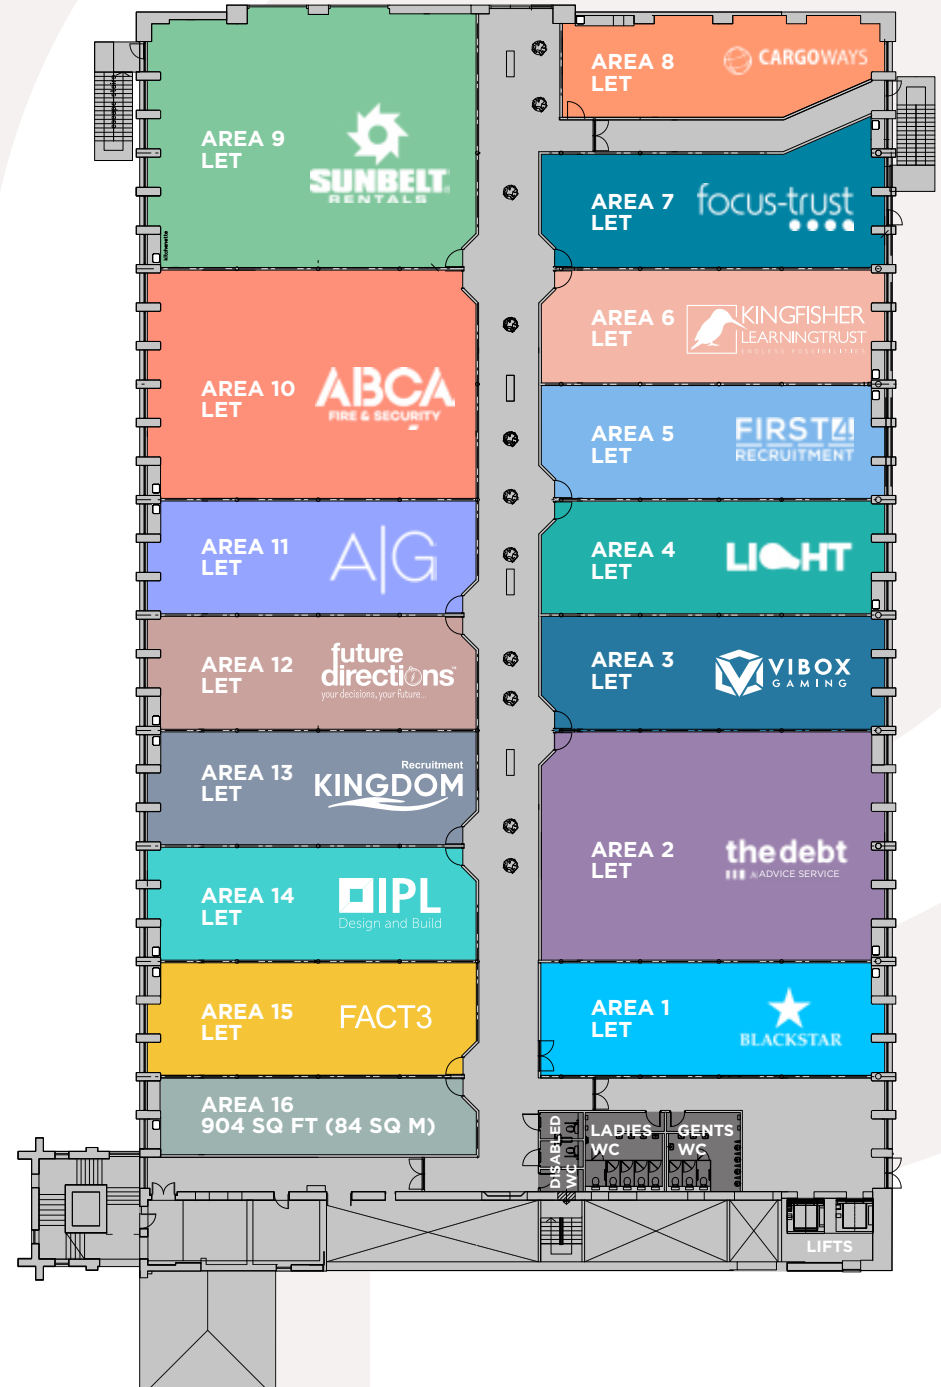 AREA 8
LET
CARGOWAYS
AREA 9
LET
SUNBELT
RENTALS
AREA 7
LET
focus-trust
AREA 6
LET
KINGFISHER
LEARNINGTRUST
ENDLESS POSSIBILITIES
AREA 10
LET
ABCA
FIRE & SECURITY
AREA 5
LET
FIRST4
RECRUITMENT
AREA 11
LET
A|G
AREA 4
LET
LIGHT
AREA 12
LET
future
directions
your decisions, your future...
AREA 3
LET
VIBOX
GAMING
AREA 13
LET
Recruitment
KINGDOM
AREA 2
LET
the debt
ADVICE SERVICE
AREA 14
LET
IPL
Design and Build
AREA 15
LET
FACT3
AREA 1
LET
BLACKSTAR
AREA 16
904 SQ FT (84 SQ M)
DISABLED
WC
LADIES
WC
GENTS
WC
LIFTS